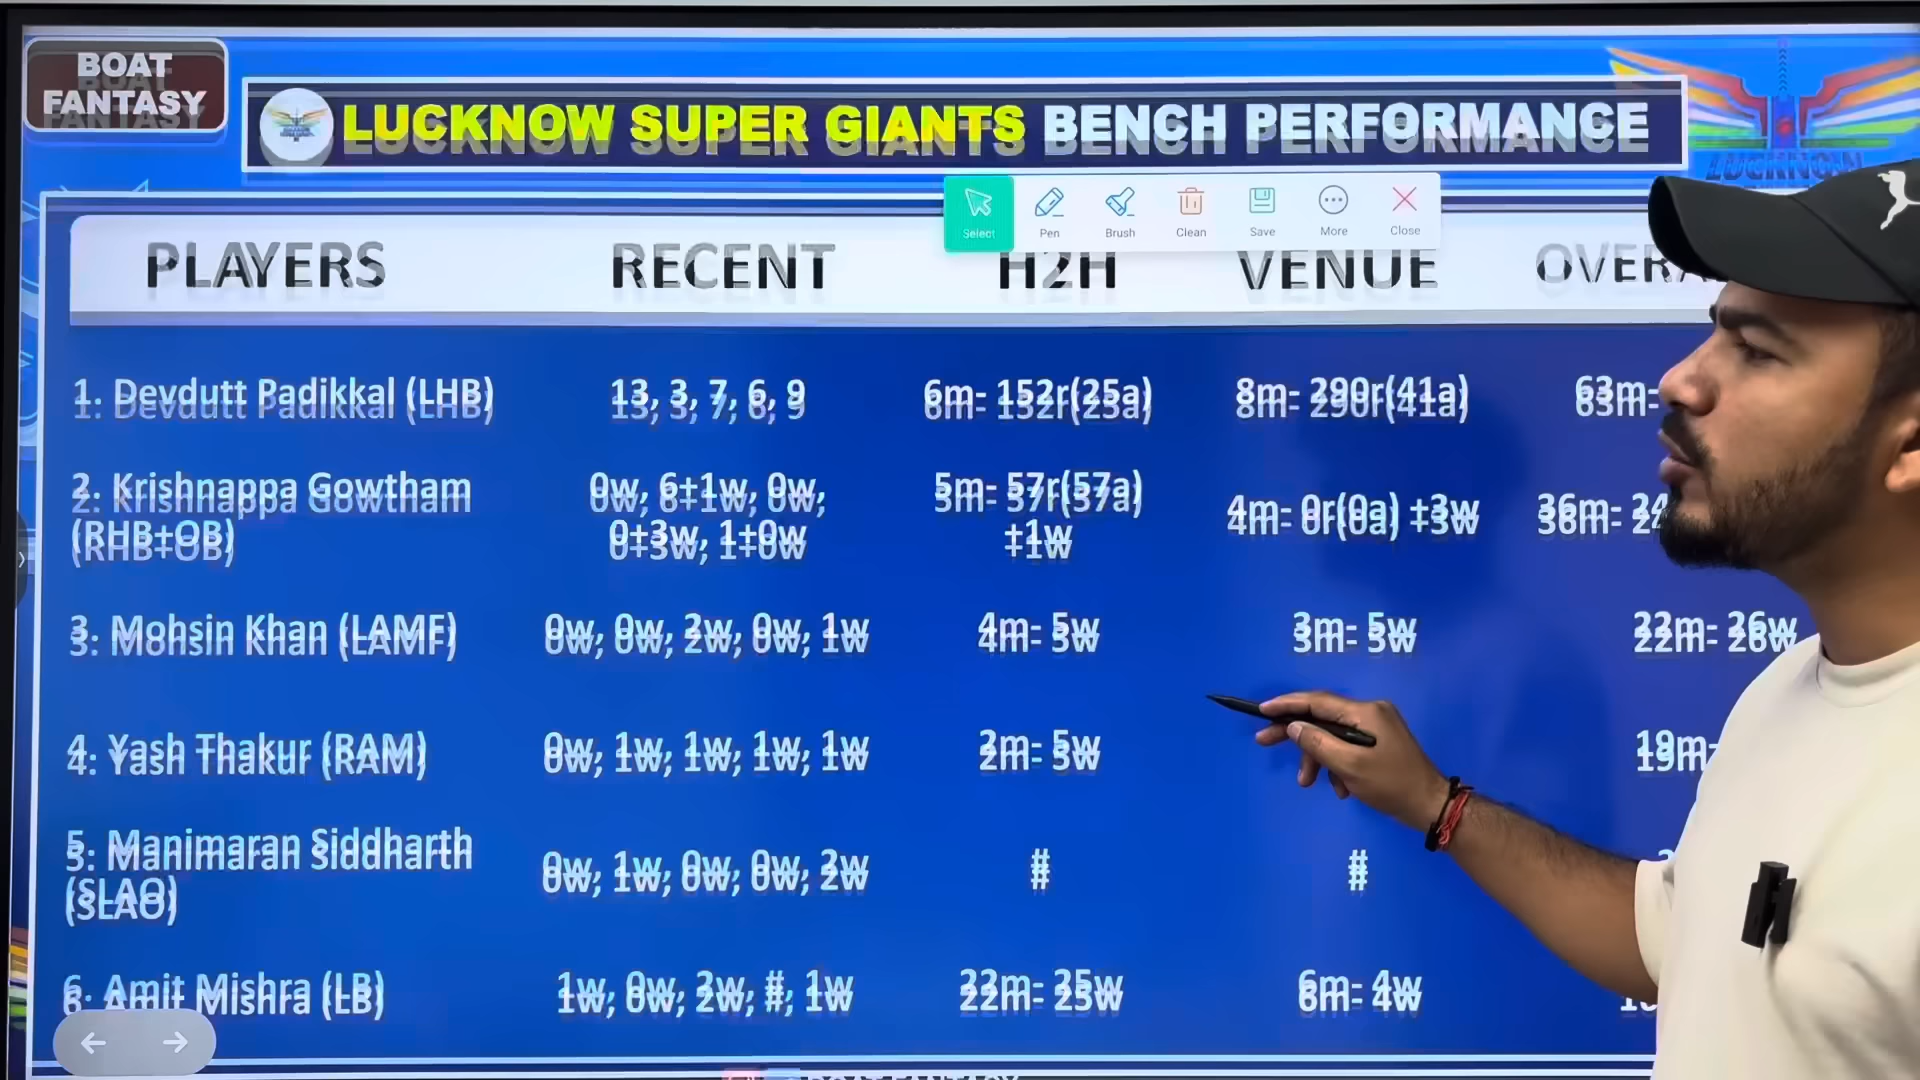 BOAT
FANTASY
LUCKNOW SUPER GIANTS BENCH PERFORMANCE
LUCKNOW
Select Pen Brush Clean Save More Close
PLAYERS RECENT H2H VENUE OVERA
1. Devdutt Padikkal (LHB) 13, 3, 7, 6, 9 6m- 152r(25a) 8m- 290r(41a) 63m-
2. Krishnappa Gowtham 0w, 6+1w, 0w, 5m- 57r(57a)
(RHB+OB) 0+3w, 1+0w +1w 4m- 0r(0a) +3w 36m- 24
3. Mohsin Khan (LAMF) 0w, 0w, 2w, 0w, 1w 4m- 5w 3m- 5w 22m- 26w
4. Yash Thakur (RAM) 0w, 1w, 1w, 1w, 1w 2m- 5w 19m-
5. Manimaran Siddharth
(SLAO) 0w, 1w, 0w, 0w, 2w # #
6. Amit Mishra (LB) 1w, 0w, 2w, #, 1w 22m- 25w 6m- 4w
BOAT FANTASY